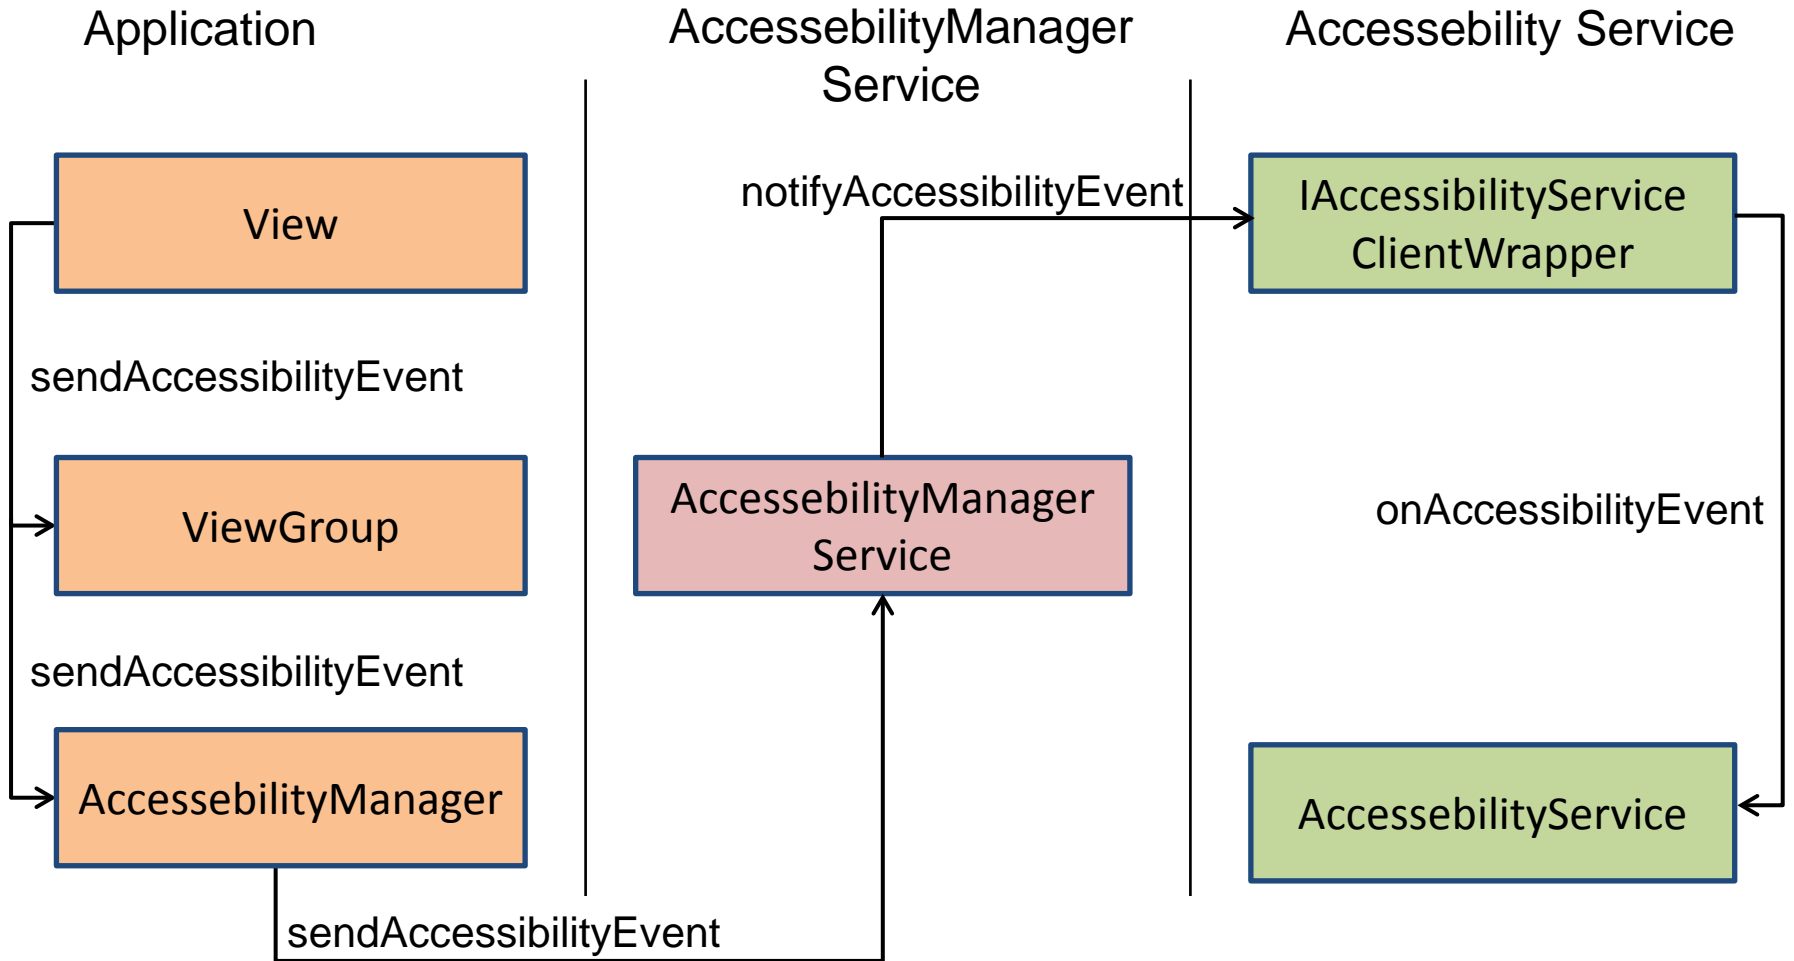 Application
AccessebilityManager
Service
Accessebility Service
View
sendAccessibilityEvent
ViewGroup
sendAccessibilityEvent
AccessebilityManager
sendAccessibilityEvent
AccessebilityManager
Service
notifyAccessibilityEvent
IAccessibilityService
ClientWrapper
onAccessibilityEvent
AccessebilityService